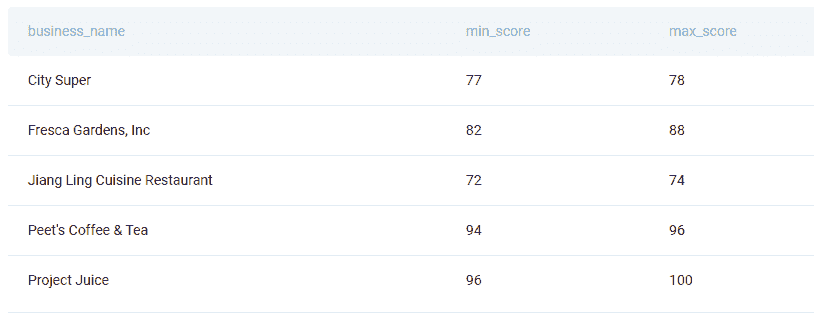 business_name min_score max_score
City Super 77 78
Fresca Gardens, Inc 82 88
Jiang Ling Cuisine Restaurant 72 74
Peet's Coffee & Tea 94 96
Project Juice 96 100